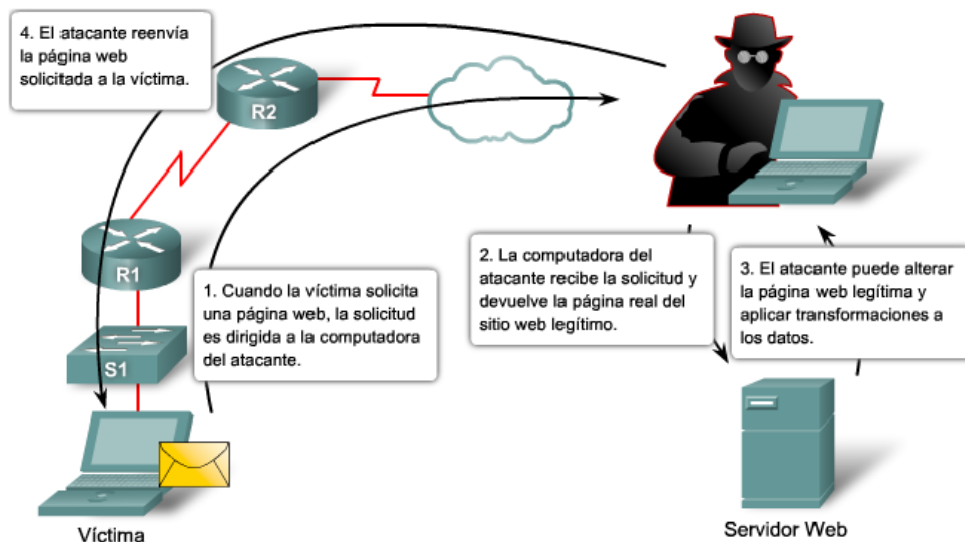 4. El atacante reenvía
la página web
solicitada a la víctima.
R2
R1
1. Cuando la víctima solicita
una página web, la solicitud
es dirigida a la computadora
del atacante.
2. La computadora del
atacante recibe la solicitud y
devuelve la página real del
sitio web legítimo.
3. El atacante puede alterar
la página web legítima y
aplicar transformaciones a
los datos.
S1
Víctima
Servidor Web